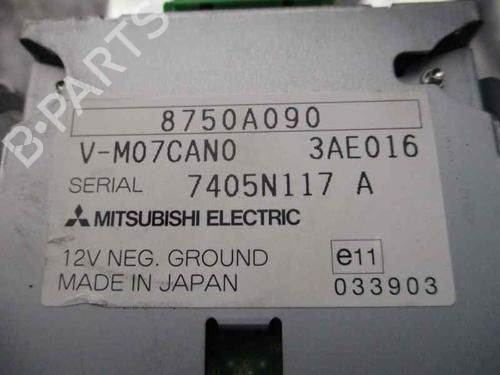 8750A090
V-M07CAN0 3AE016
SERIAL 7405N117 A
MITSUBISHI ELECTRIC
12V NEG. GROUND e11
MADE IN JAPAN 033903
B-PARTS